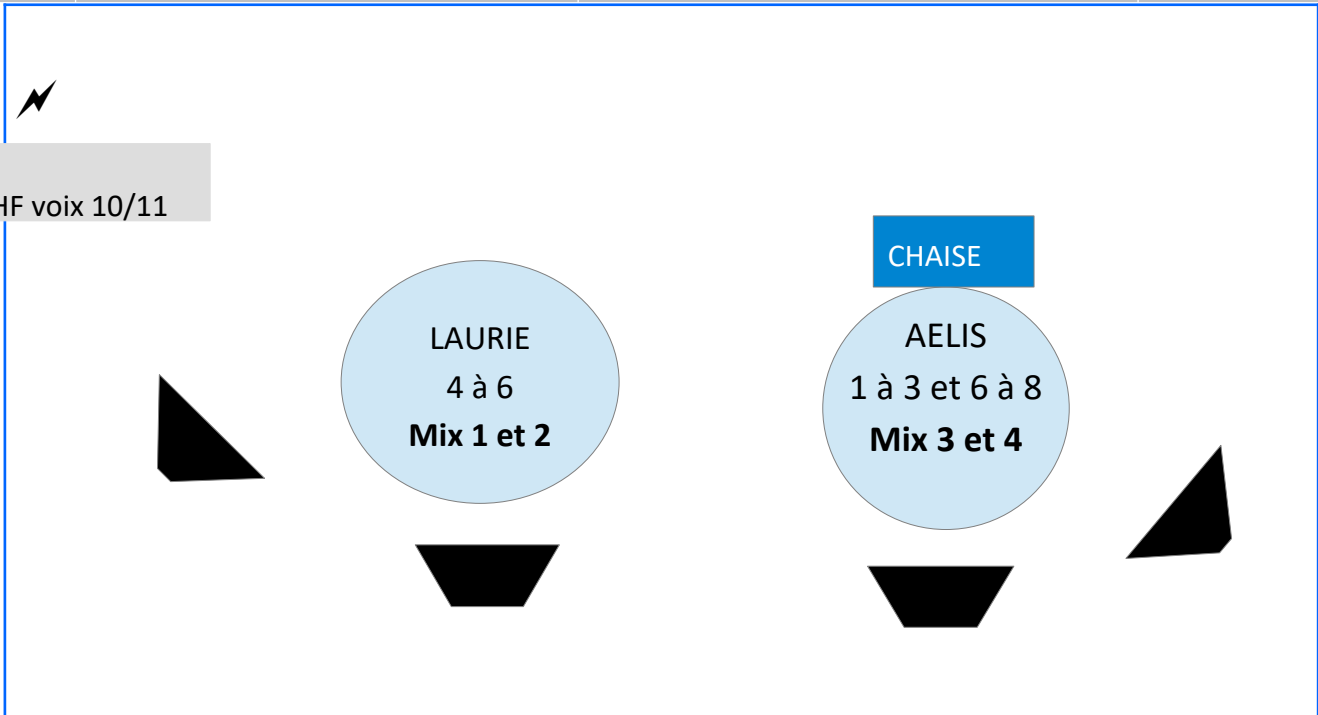 HF voix 10/11
CHAISE
LAURIE
4 à 6
Mix 1 et 2
AELIS
1 à 3 et 6 à 8
Mix 3 et 4